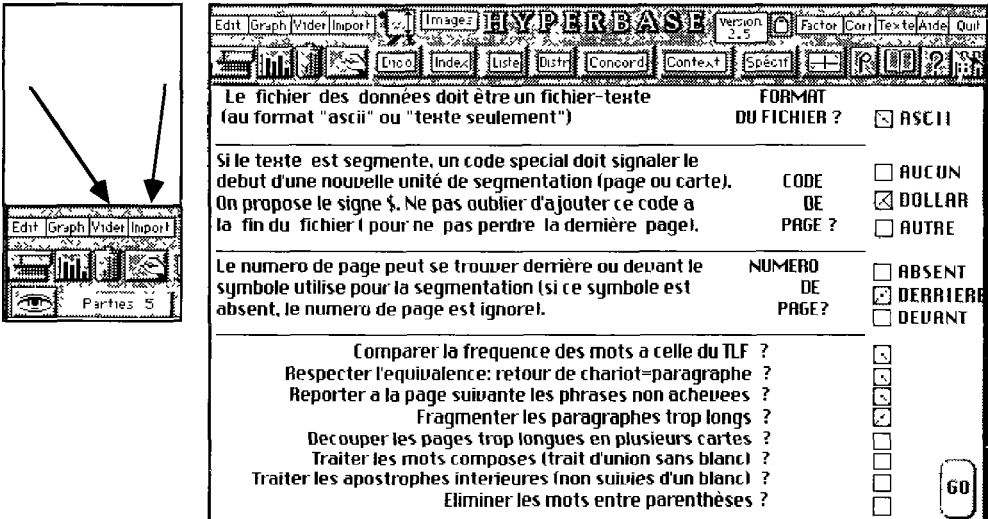 Edit Graph Vider Import
Parties 5
Edit Graph Vider Import Images HYPERBASE version 2.5 Factor Corr Texte Aide Quit
Dico Index Liste Distr Concord Context Spécif R ?
Le fichier des données doit être un fichier-texte
(au format "ascii" ou "texte seulement")
FORMAT
DU FICHIER ?
ASCII
Si le texte est segmente, un code special doit signaler le
debut d'une nouvelle unité de segmentation (page ou carte).
On propose le signe $. Ne pas oublier d'ajouter ce code a
la fin du fichier ( pour ne pas perdre la dernière page).
CODE
DE
PAGE ?
AUCUN
DOLLAR
AUTRE
Le numero de page peut se trouver derrière ou devant le
symbole utilise pour la segmentation (si ce symbole est
absent, le numero de page est ignore).
NUMERO
DE
PAGE?
ABSENT
DERRIERE
DEVANT
Comparer la frequence des mots a celle du TLF ?
Respecter l'equivalence: retour de chariot=paragraphe ?
Reporter a la page suivante les phrases non achevees ?
Fragmenter les paragraphes trop longs ?
Decouper les pages trop longues en plusieurs cartes ?
Traiter les mots composes (trait d'union sans blanc) ?
Traiter les apostrophes interieures (non suivies d'un blanc) ?
Eliminer les mots entre parenthèses ?
GO